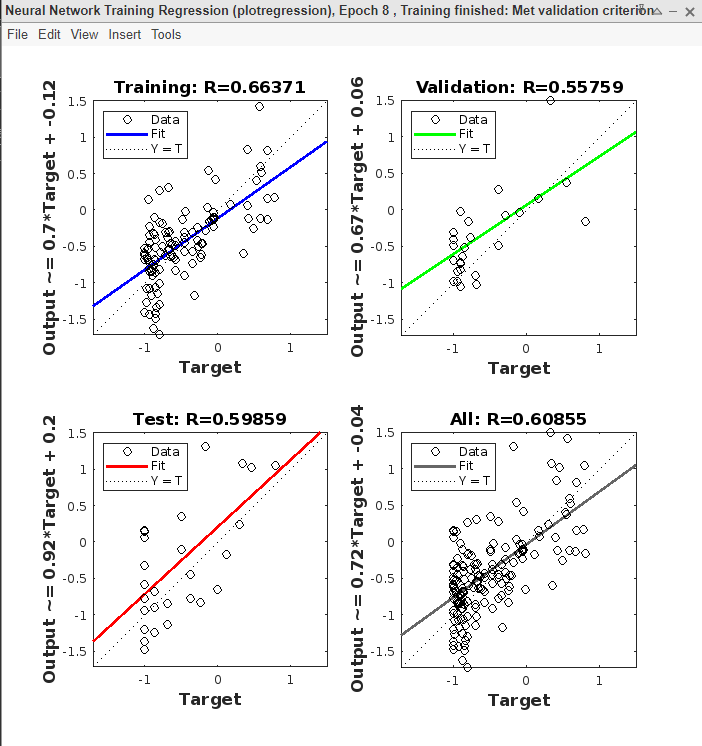 Neural Network Training Regression (plotregression), Epoch 8 , Training finished: Met validation criterion
File Edit View Insert Tools
Training: R=0.66371
Output ~= 0.7*Target + -0.12
Data
Fit
Y = T
1.5
1
0.5
0
-0.5
-1
-1.5
-1 0 1
Target
Validation: R=0.55759
Output ~= 0.67*Target + 0.06
Data
Fit
Y = T
1.5
1
0.5
0
-0.5
-1
-1.5
-1 0 1
Target
Test: R=0.59859
Output ~= 0.92*Target + 0.2
Data
Fit
Y = T
1.5
1
0.5
0
-0.5
-1
-1.5
-1 0 1
Target
All: R=0.60855
Output ~= 0.72*Target + -0.04
Data
Fit
Y = T
1.5
1
0.5
0
-0.5
-1
-1.5
-1 0 1
Target